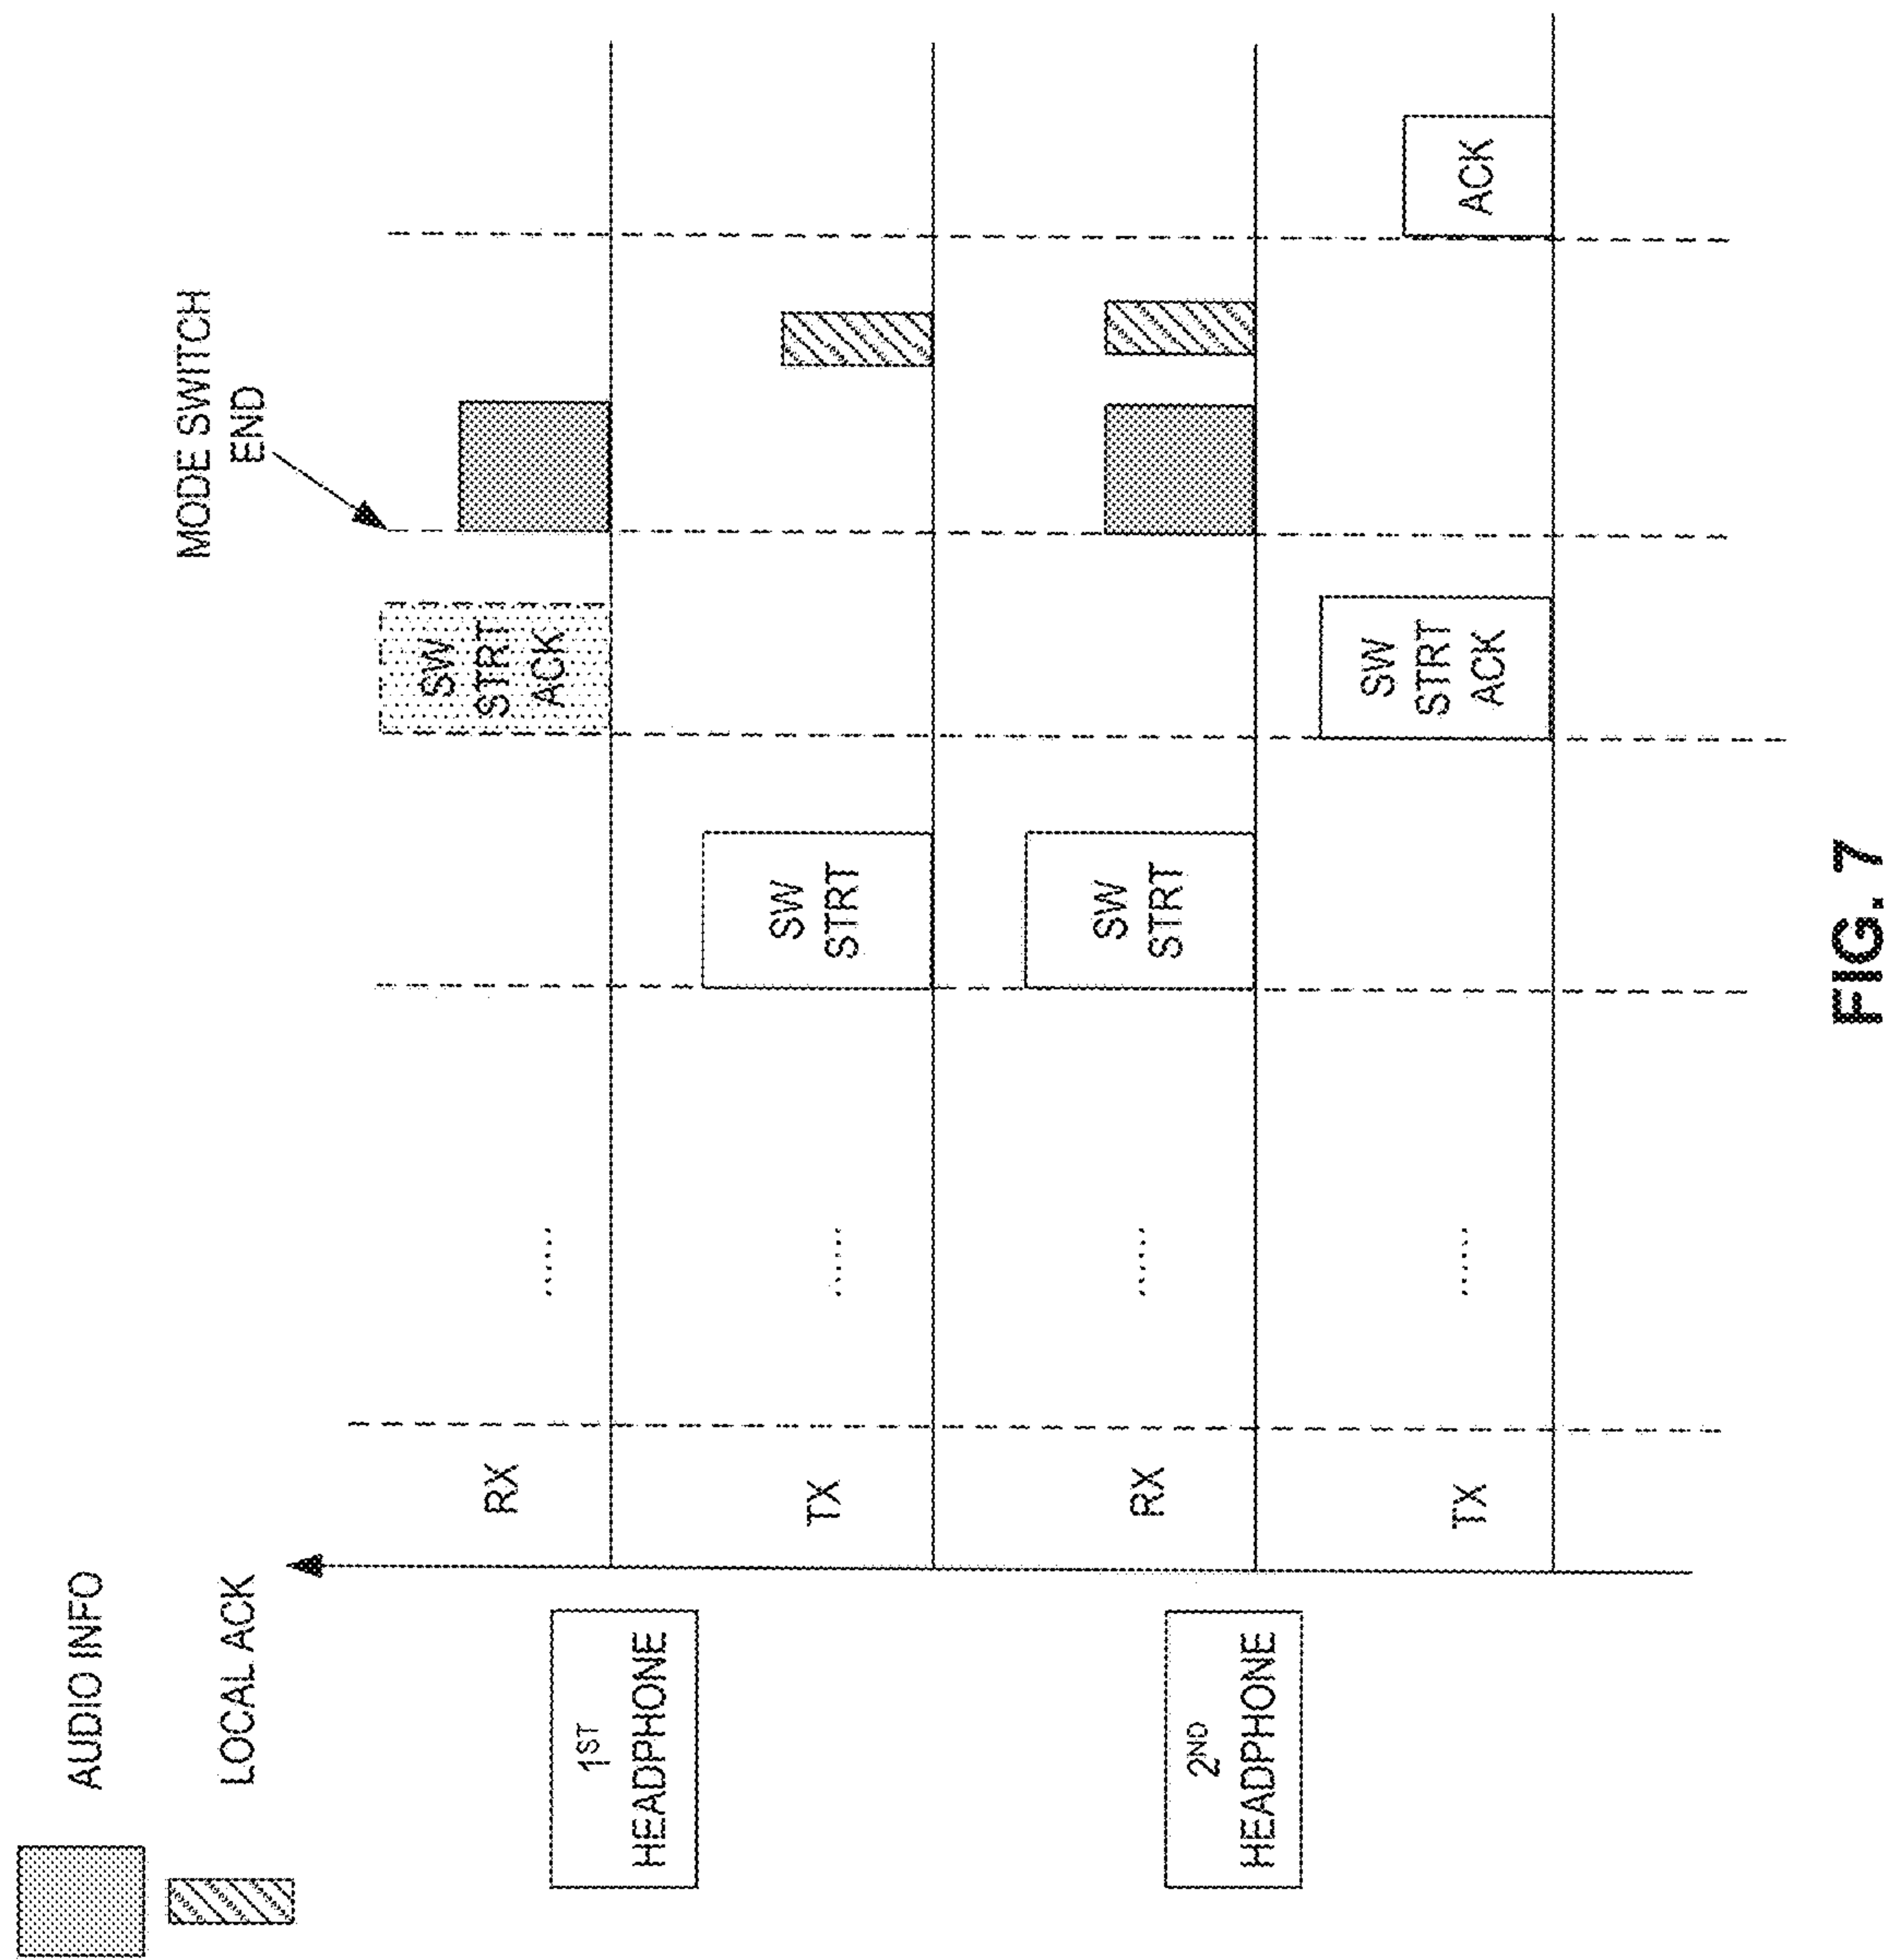 AUDIO INFO
LOCAL ACK
MODE SWITCH
END
1ST
HEADPHONE
RX
.....
SW
STRT
ACK
TX
.....
SW
STRT
2ND
HEADPHONE
RX
.....
SW
STRT
TX
.....
SW
STRT
ACK
ACK
FIG. 7